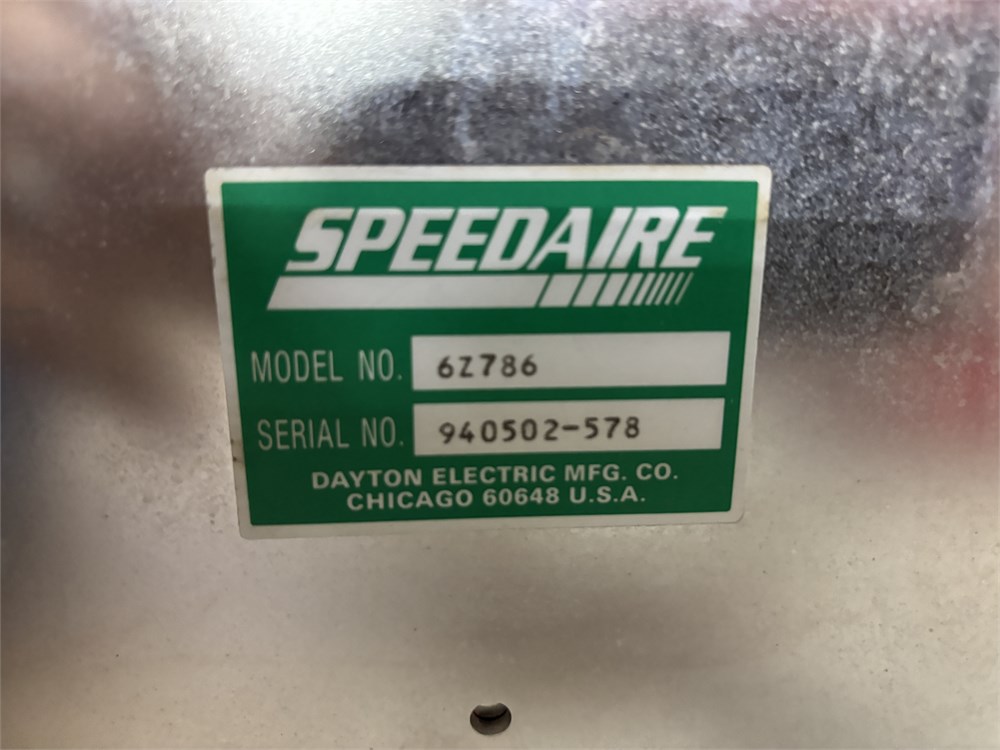 SPEEDAIRE
MODEL NO. 6Z786
SERIAL NO. 940502-578
DAYTON ELECTRIC MFG. CO.
CHICAGO 60648 U.S.A.